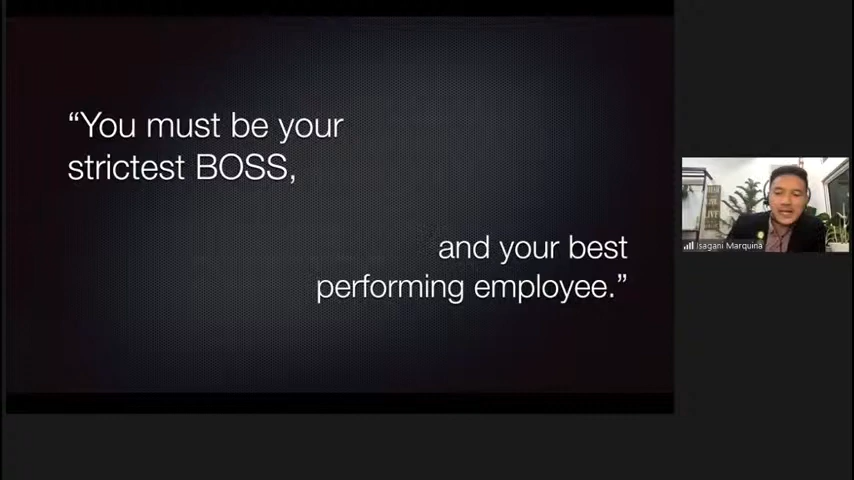 “You must be your
strictest BOSS,
and your best
performing employee.”
Isagani Marquina